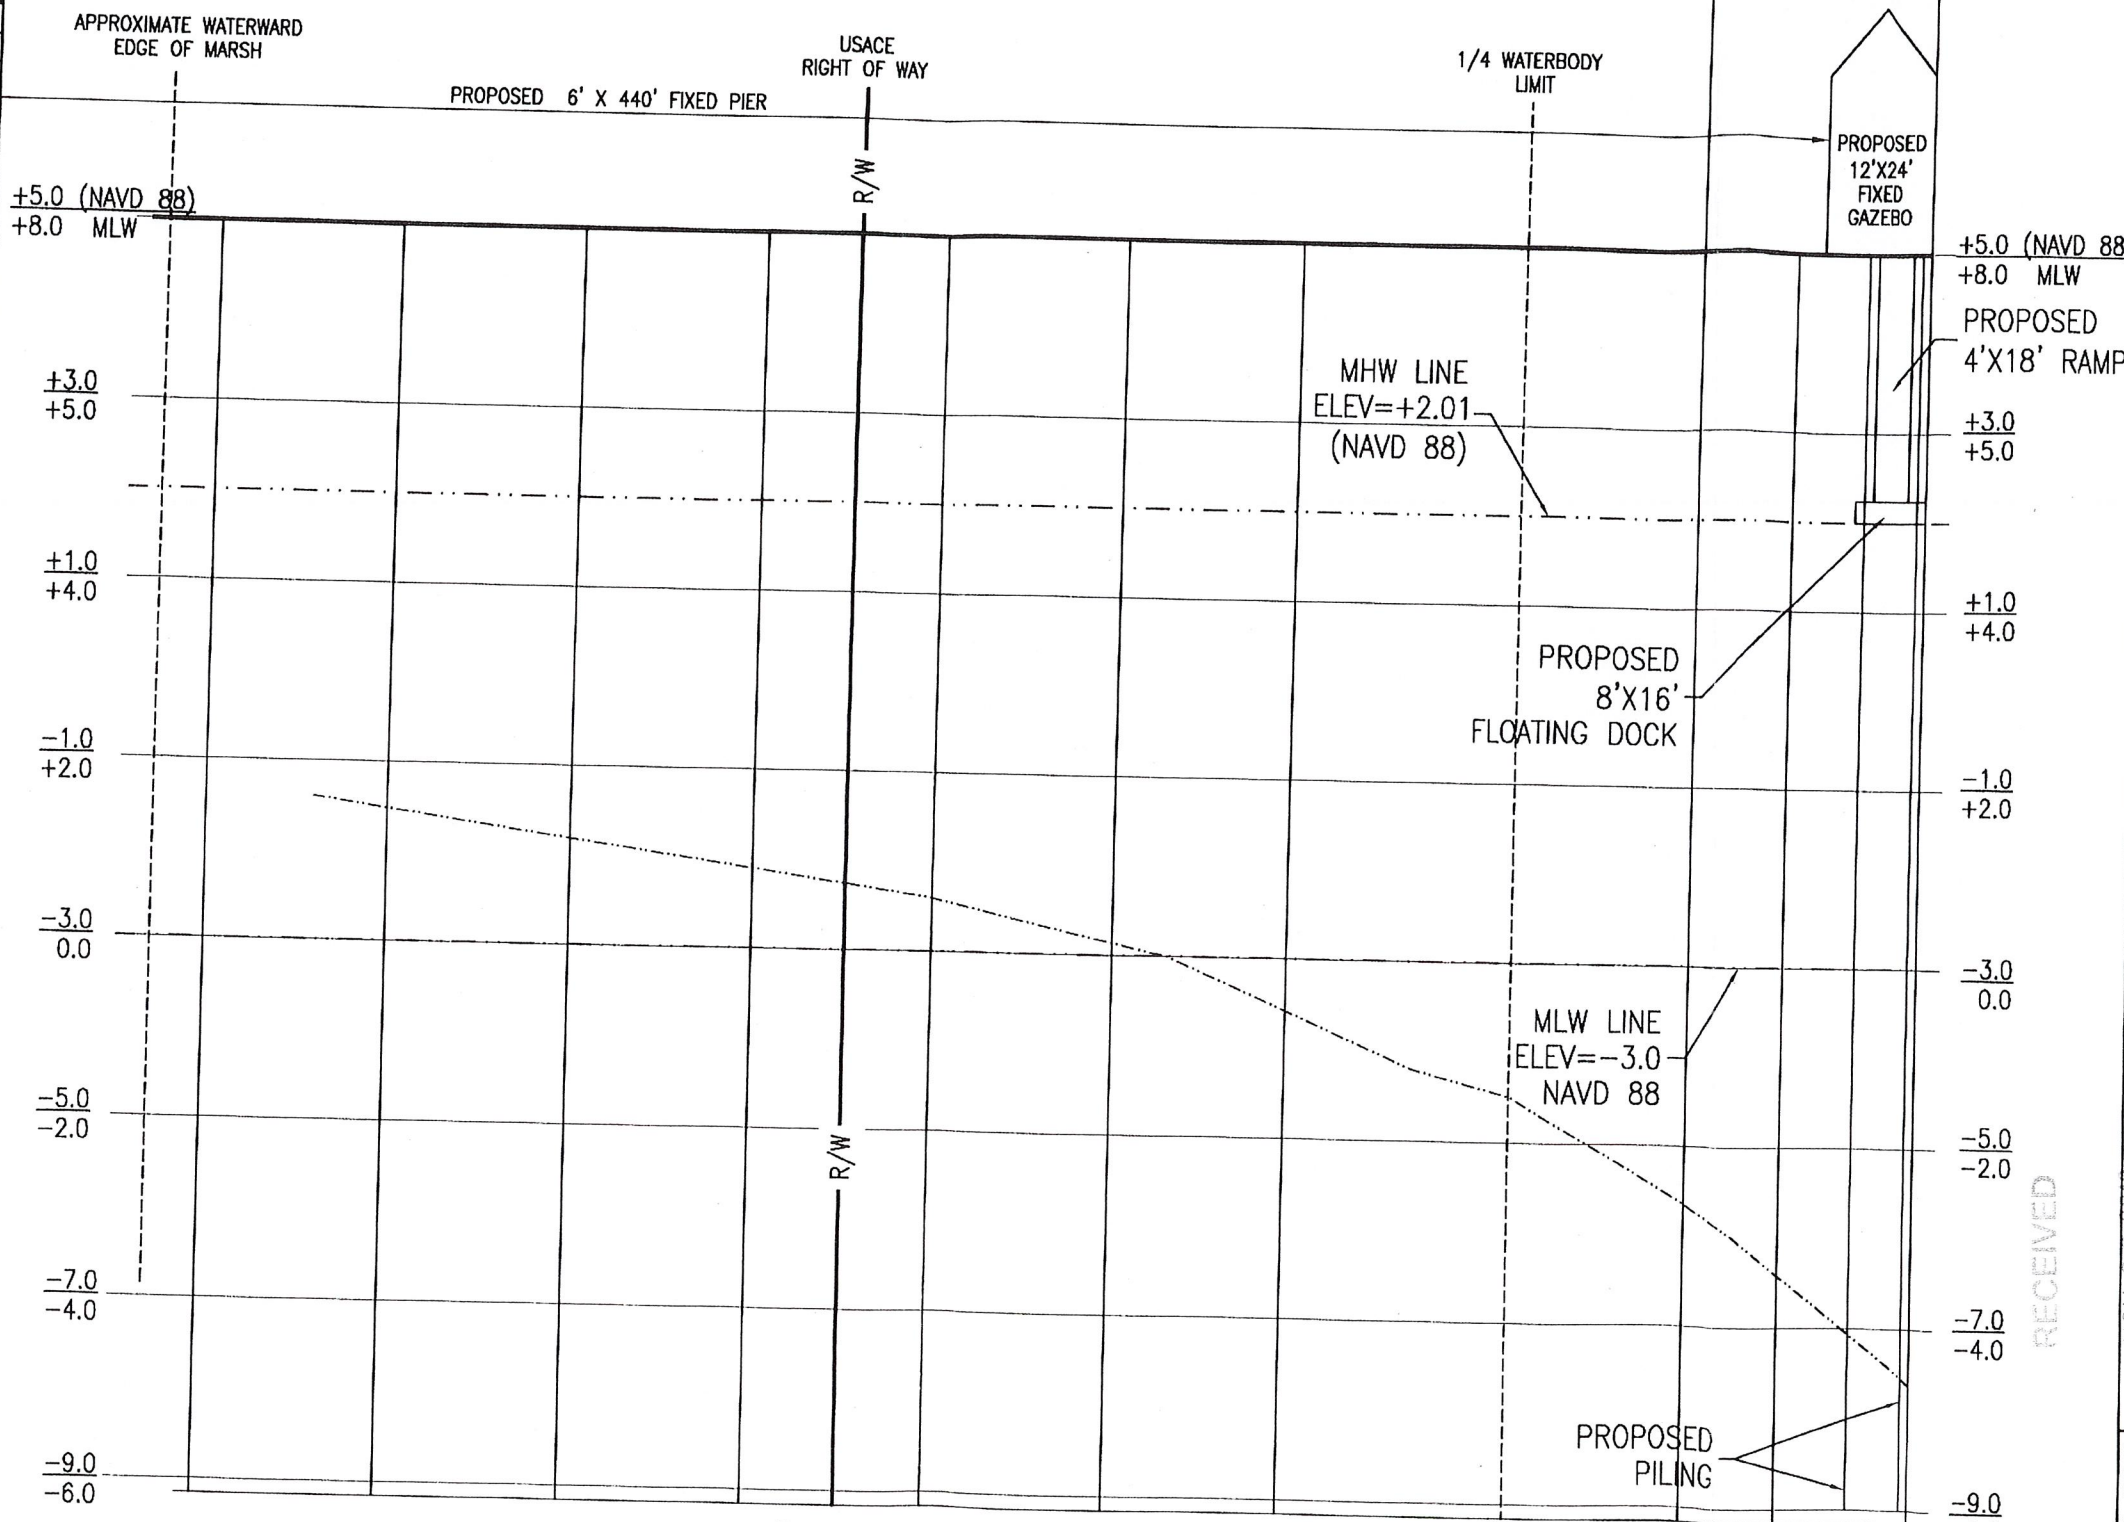 APPROXIMATE WATERWARD
EDGE OF MARSH
USACE
RIGHT OF WAY
1/4 WATERBODY
LIMIT
PROPOSED 6' X 440' FIXED PIER
R/W
PROPOSED
12'X24'
FIXED
GAZEBO
+5.0 (NAVD 88)
+8.0 MLW
+5.0 (NAVD 88
+8.0 MLW
PROPOSED
4'X18' RAMP
MHW LINE
ELEV=+2.01
(NAVD 88)
+3.0
+5.0
+3.0
+5.0
+1.0
+4.0
+1.0
+4.0
PROPOSED
8'X16'
FLOATING DOCK
-1.0
+2.0
-1.0
+2.0
-3.0
0.0
-3.0
0.0
MLW LINE
ELEV=-3.0
NAVD 88
-5.0
-2.0
R/W
-5.0
-2.0
RECEIVED
-7.0
-4.0
-7.0
-4.0
PROPOSED
PILING
-9.0
-6.0
-9.0